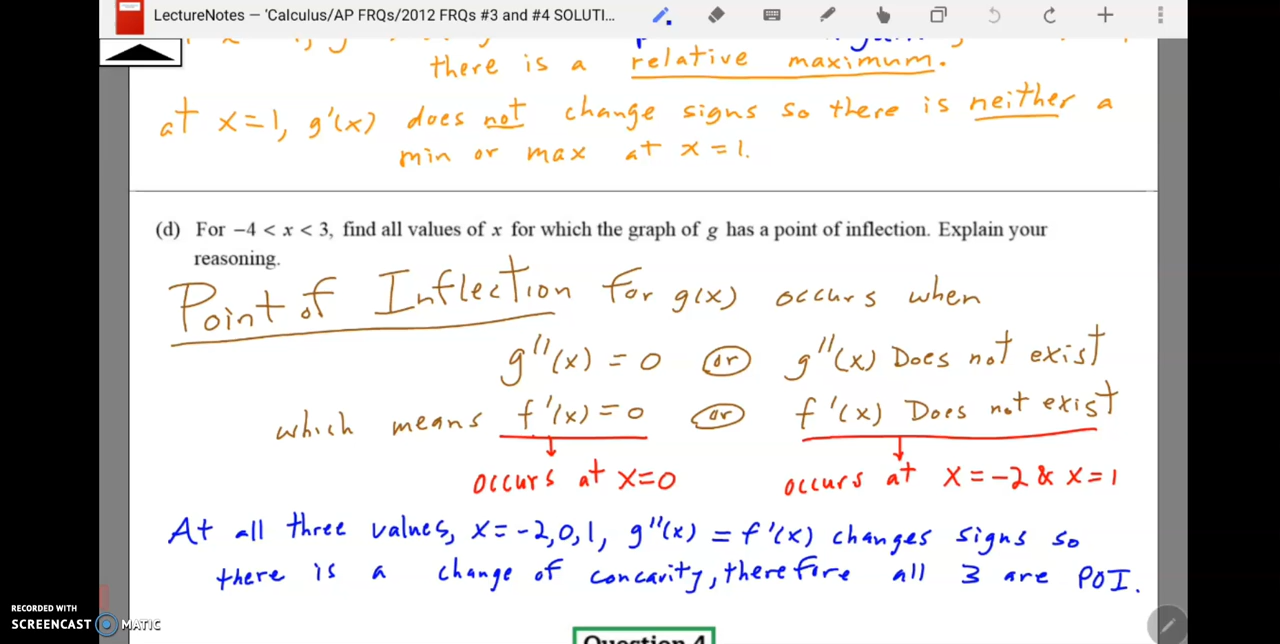 LectureNotes — 'Calculus/AP FRQs/2012 FRQs #3 and #4 SOLUTI...
there is a relative maximum.
at x=1, g'(x) does not change signs so there is neither a
min or max at x=1.
(d) For −4 < x < 3, find all values of x for which the graph of g has a point of inflection. Explain your
reasoning.
Point of Inflection for g(x) occurs when
g''(x) = 0 or g''(x) Does not exist
which means f'(x)=0 or f'(x) Does not exist
occurs at x=0 occurs at x=-2 & x=1
At all three values, x=-2,0,1, g''(x) = f'(x) changes signs so
there is a change of concavity, therefore all 3 are POI.
Question 4
RECORDED WITH
SCREENCAST MATIC